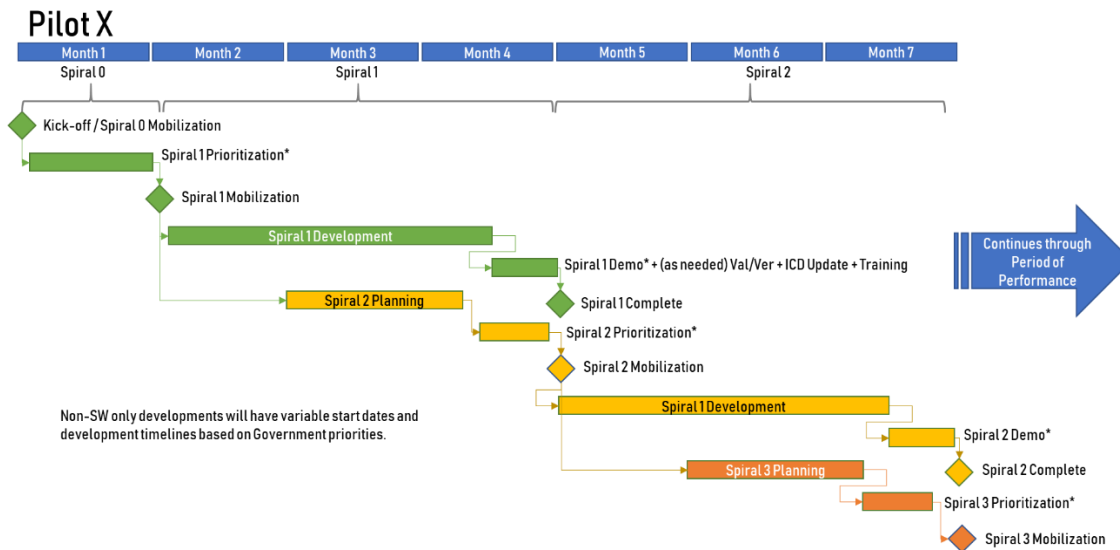 Pilot X
Month 1
Month 2
Month 3
Month 4
Month 5
Month 6
Month 7
Spiral 0
Spiral 1
Spiral 2
Kick-off / Spiral 0 Mobilization
Spiral 1 Prioritization*
Spiral 1 Mobilization
Spiral 1 Development
Continues through
Period of
Performance
Spiral 1 Demo* + (as needed) Val/Ver + ICD Update + Training
Spiral 2 Planning
Spiral 1 Complete
Spiral 2 Prioritization*
Spiral 2 Mobilization
Non-SW only developments will have variable start dates and
development timelines based on Government priorities.
Spiral 1 Development
Spiral 2 Demo*
Spiral 3 Planning
Spiral 2 Complete
Spiral 3 Prioritization*
Spiral 3 Mobilization